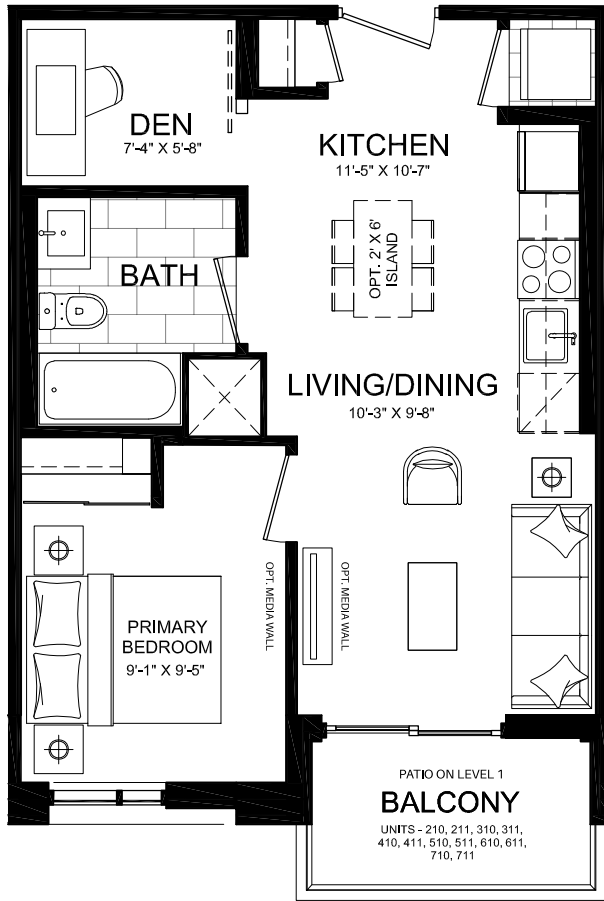 DEN
7'-4" X 5'-8"
KITCHEN
11'-5" X 10'-7"
OPT. 2' X 6'
ISLAND
BATH
LIVING/DINING
10'-3" X 9'-8"
OPT. MEDIA WALL
OPT. MEDIA WALL
PRIMARY
BEDROOM
9'-1" X 9'-5"
PATIO ON LEVEL 1
BALCONY
UNITS - 210, 211, 310, 311,
410, 411, 510, 511, 610, 611,
710, 711